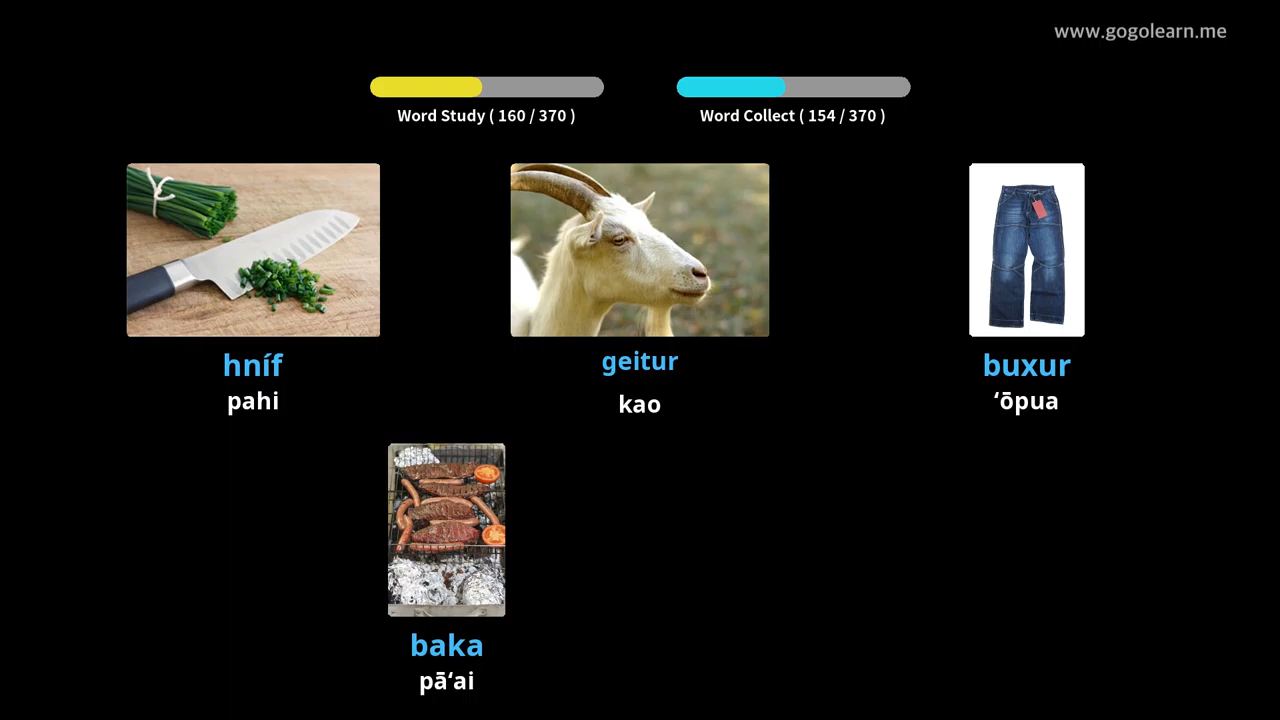 www.gogolearn.me
Word Study ( 160 / 370 )
Word Collect ( 154 / 370 )
hníf
pahi
geitur
kao
buxur
ʻōpua
baka
pāʻai